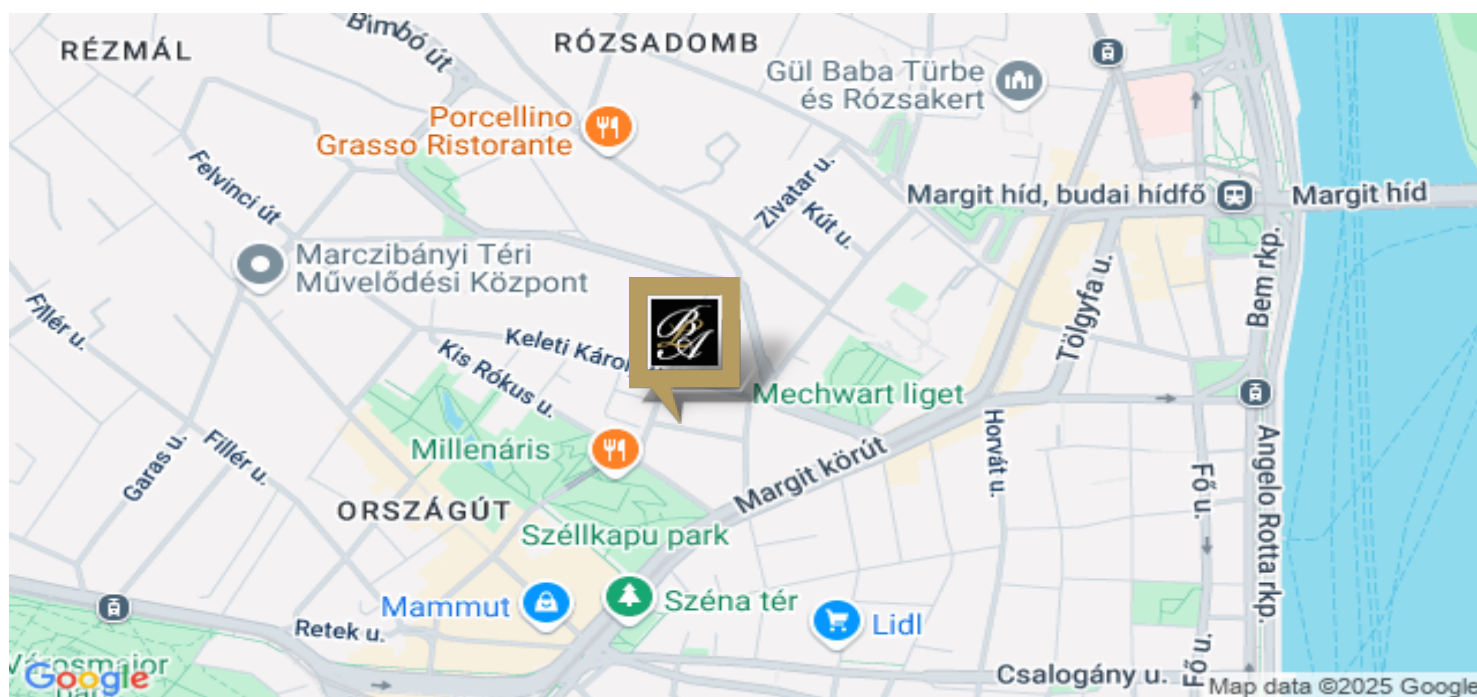 RÉZMÁL
Bimbó út
RÓZSADOMB
Gül Baba Türbe
és Rózsakert
Porcellino
Grasso Ristorante
Felvinci út
Zivatar u.
Kút u.
Margit híd, budai hídfő
Margit híd
Marczibányi Téri
Művelődési Központ
Bem rkp.
Tölgyfa u.
Fillér u.
Keleti Károly
Kis Rókus u.
Mechwart liget
Garas u.
Fillér u.
Millenáris
Margit körút
Horvát u.
Fő u.
Angelo Rotta rkp.
ORSZÁGÚT
Széllkapu park
Mammut
Széna tér
Lidl
Retek u.
Városmajor
Google
Csalogány u.
Fő u.
Map data ©2025 Google